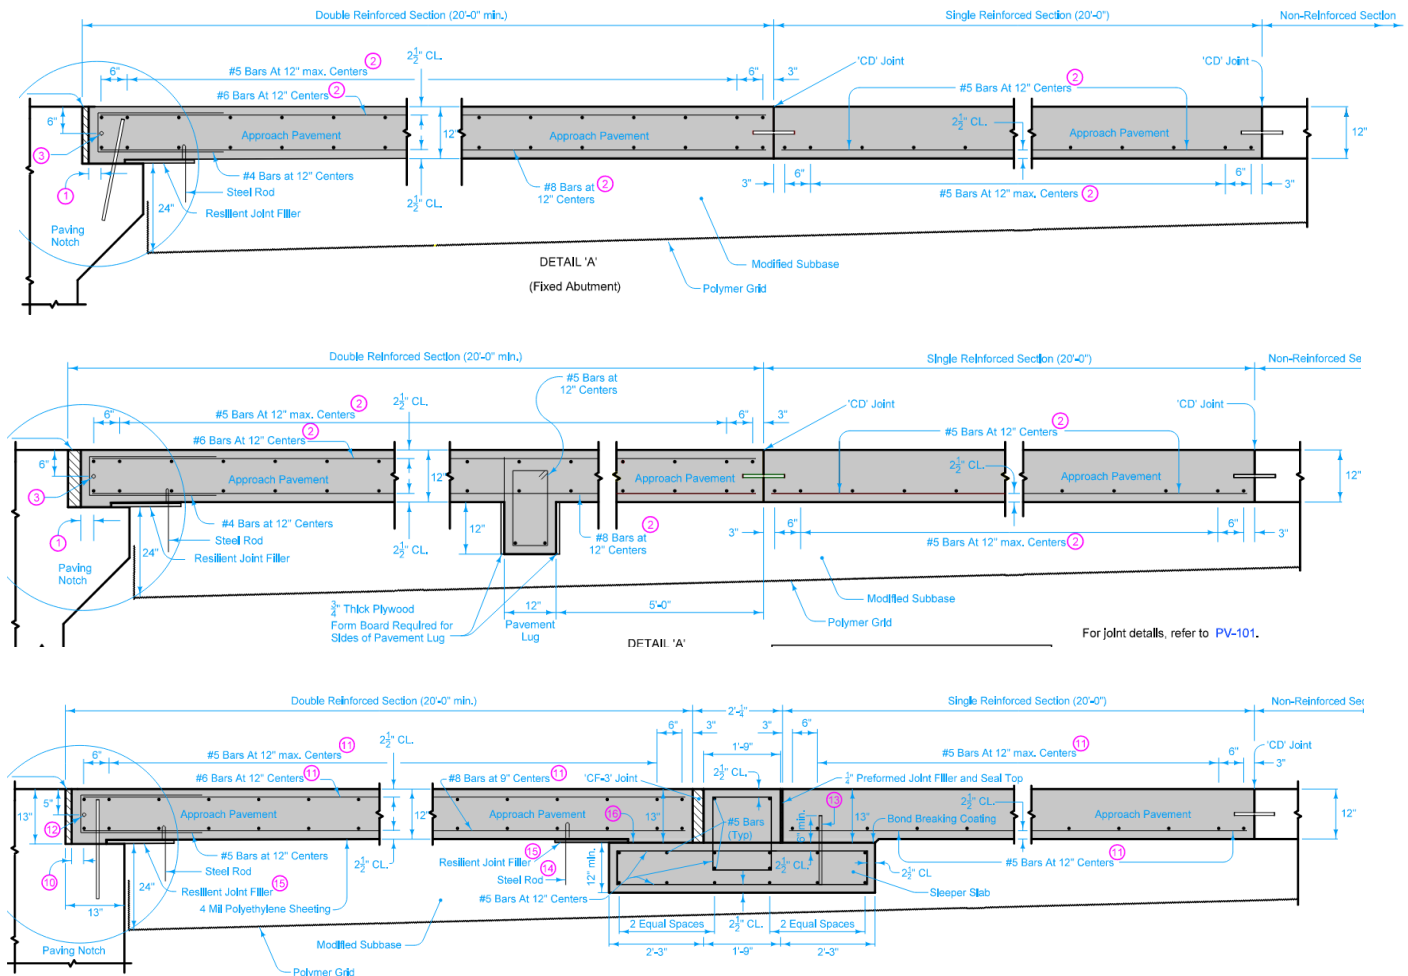 Double Reinforced Section (20'-0" min.)
Single Reinforced Section (20'-0")
Non-Reinforced Section
2½" CL.
'CD' Joint
6"
#5 Bars At 12" max. Centers 2
6"
3"
#6 Bars At 12" Centers 2
#5 Bars At 12" Centers 2
6"
Approach Pavement
12"
Approach Pavement
2½" CL.
Approach Pavement
12"
3
#4 Bars at 12" Centers
#8 Bars at 2
12" Centers
3"
6"
#5 Bars At 12" max. Centers 2
6"
3"
1
Steel Rod
2½" CL.
24"
Resilient Joint Filler
Paving
Notch
DETAIL 'A'
(Fixed Abutment)
Modified Subbase
Polymer Grid
Double Reinforced Section (20'-0" min.)
Single Reinforced Section (20'-0")
Non-Reinforced Se
#5 Bars at
12" Centers
2½" CL.
'CD' Joint
'CD' Joint
6"
#5 Bars At 12" max. Centers 2
6"
3"
#6 Bars At 12" Centers 2
#5 Bars At 12" Centers 2
6"
Approach Pavement
12"
Approach Pavement
2½" CL.
Approach Pavement
12"
3
#4 Bars at 12" Centers
12"
#8 Bars at 2
12" Centers
3"
6"
#5 Bars At 12" max. Centers 2
6"
3"
1
Steel Rod
2½" CL.
24"
Resilient Joint Filler
Paving
Notch
¾" Thick Plywood
Form Board Required for
Sides of Pavement Lug
12"
5'-0"
Pavement
Lug
Modified Subbase
Polymer Grid
DETAIL 'A'
For joint details, refer to PV-101.
Double Reinforced Section (20'-0" min.)
2'-¼"
Single Reinforced Section (20'-0")
Non-Reinforced Sec
6"
3"
3"
6"
6"
#5 Bars At 12" max. Centers 11
2½" CL.
1'-9"
#5 Bars At 12" max. Centers 11
6"
'CD' Joint
3"
#6 Bars At 12" Centers 11
#8 Bars at 9" Centers 11
'CF-3' Joint
2½" CL.
¼" Preformed Joint Filler and Seal Top
5"
13"
Approach Pavement
12"
Approach Pavement
16
13"
#5 Bars
(Typ)
13
13"
2½" CL.
Approach Pavement
12"
12
Bond Breaking Coating
#5 Bars at 12" Centers
Resilient Joint Filler 15
12" min.
#5 Bars At 12" Centers 11
Steel Rod
2½" CL.
14
Steel Rod
2½" CL.
2½" CL
10
Resilient Joint Filler 15
24"
#5 Bars At 12" Centers
Sleeper Slab
13"
4 Mil Polyethylene Sheeting
2 Equal Spaces
2½" CL.
2 Equal Spaces
Paving Notch
Modified Subbase
2'-3"
1'-9"
2'-3"
Polymer Grid